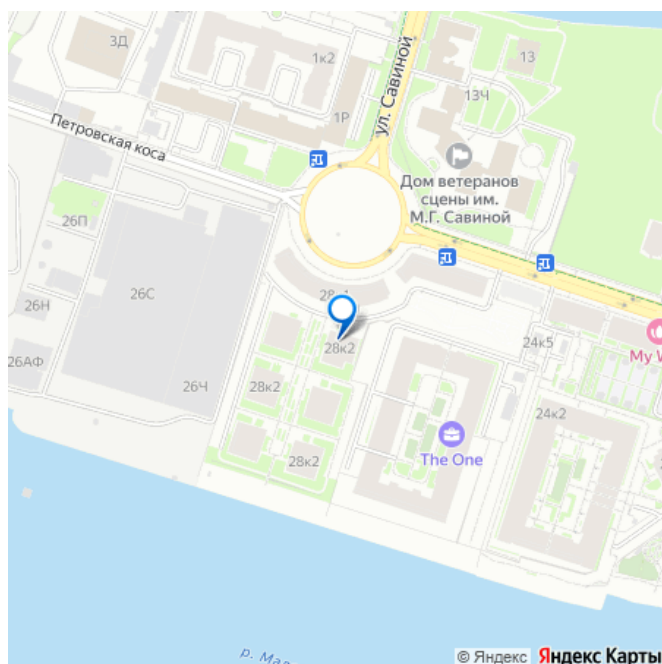 3Д
1к2
13
ул. Савиной
13Ч
1Р
Петровская коса
Дом ветеранов
сцены им.
М.Г. Савиной
26П
26С
26Н
24к5
28к2
My
26АФ
26Ч
28к2
24к2
The One
28к2
р.
© Яндекс Яндекс Карты